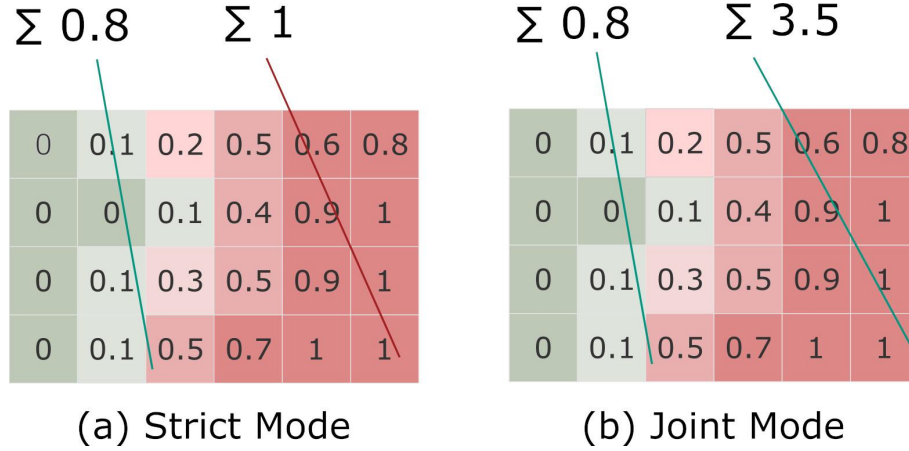 ∑ 0.8 ∑ 1 ∑ 0.8 ∑ 3.5
0 0.1 0.2 0.5 0.6 0.8 0 0.1 0.2 0.5 0.6 0.8
0 0 0.1 0.4 0.9 1 0 0 0.1 0.4 0.9 1
0 0.1 0.3 0.5 0.9 1 0 0.1 0.3 0.5 0.9 1
0 0.1 0.5 0.7 1 1 0 0.1 0.5 0.7 1 1
(a) Strict Mode (b) Joint Mode